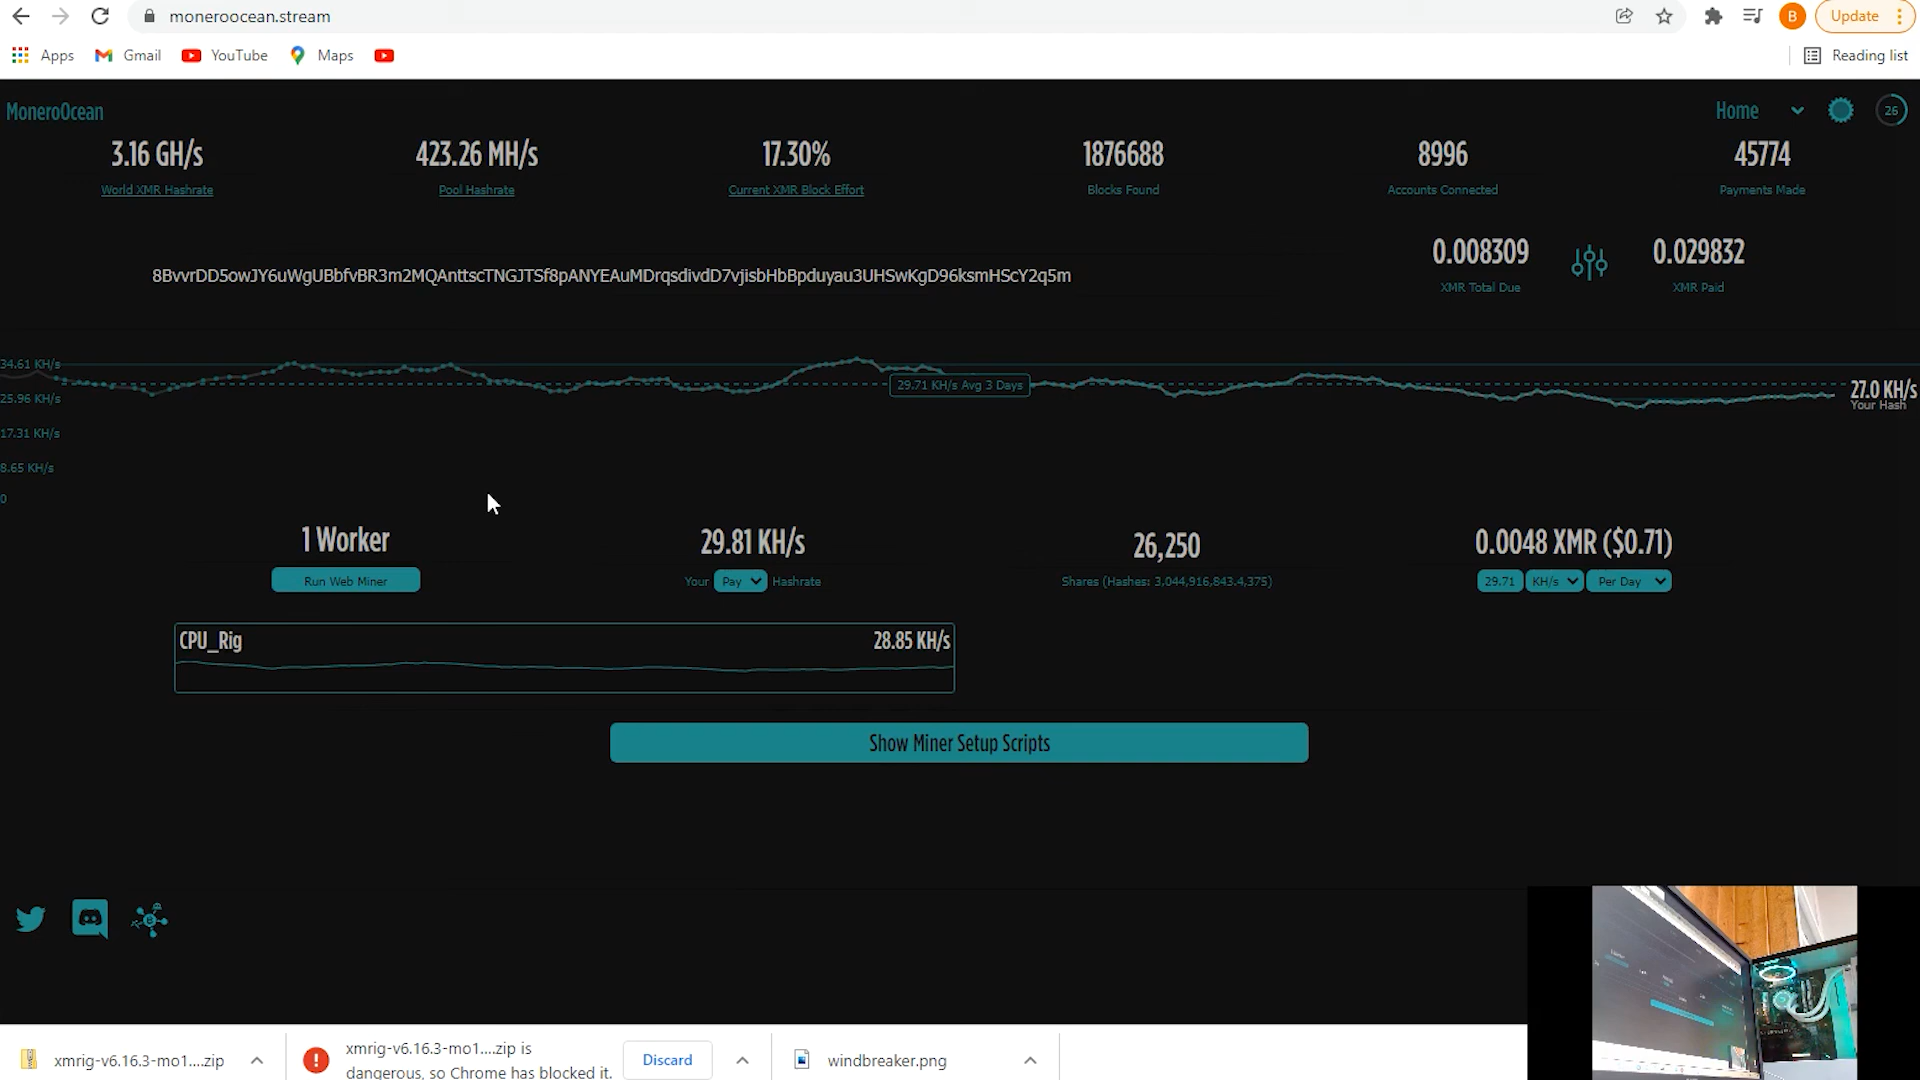 moneroocean.stream
B
Update
Apps
Gmail
YouTube
Maps
Reading list
MoneroOcean
Home
26
3.16 GH/s
423.26 MH/s
17.30%
1876688
8996
45774
World XMR Hashrate
Pool Hashrate
Current XMR Block Effort
Blocks Found
Accounts Connected
Payments Made
0.008309
0.029832
8BvvrDD5owJY6uWgUBbfvBR3m2MQAnttscTNGJTSf8pANYEAuMDrqsdivdD7vjisbHbBpduyau3UHSwKgD96ksmHScY2q5m
XMR Total Due
XMR Paid
34.61 KH/s
29.71 KH/s Avg 3 Days
27.0 KH/s
Your Hash
25.96 KH/s
17.31 KH/s
8.65 KH/s
0
1 Worker
29.81 KH/s
26,250
0.0048 XMR ($0.71)
Run Web Miner
Your Pay Hashrate
Shares (Hashes: 3,044,916,843.4,375)
29.71 KH/s Per Day
CPU_Rig
28.85 KH/s
Show Miner Setup Scripts
xmrig-v6.16.3-mo1....zip
xmrig-v6.16.3-mo1....zip is
dangerous, so Chrome has blocked it.
Discard
windbreaker.png